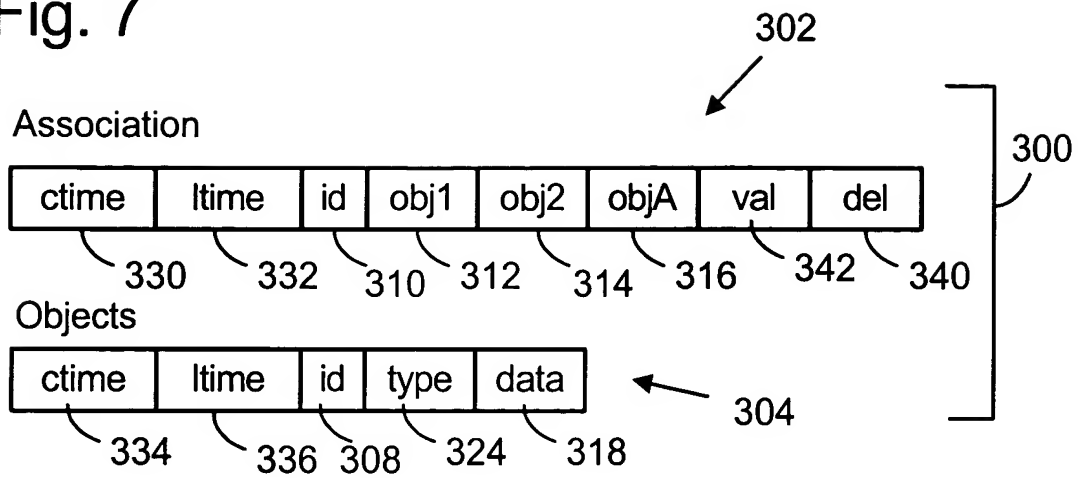 Fig. 7
302
Association
300
ctime ltime id obj1 obj2 objA val del
330 332 310 312 314 316 342 340
Objects
ctime ltime id type data
304
334 336 308 324 318